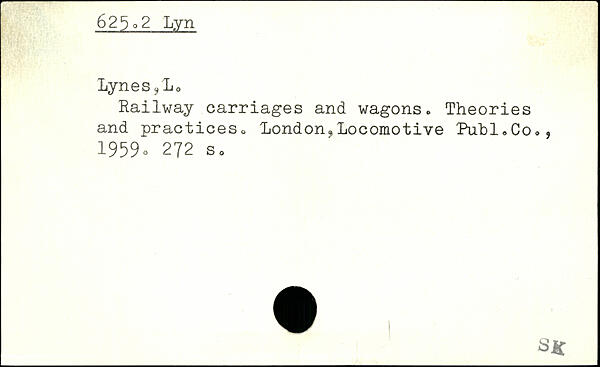 625.2 Lyn
Lynes,L.
Railway carriages and wagons. Theories
and practices. London,Locomotive Publ.Co.,
1959. 272 s.
SK